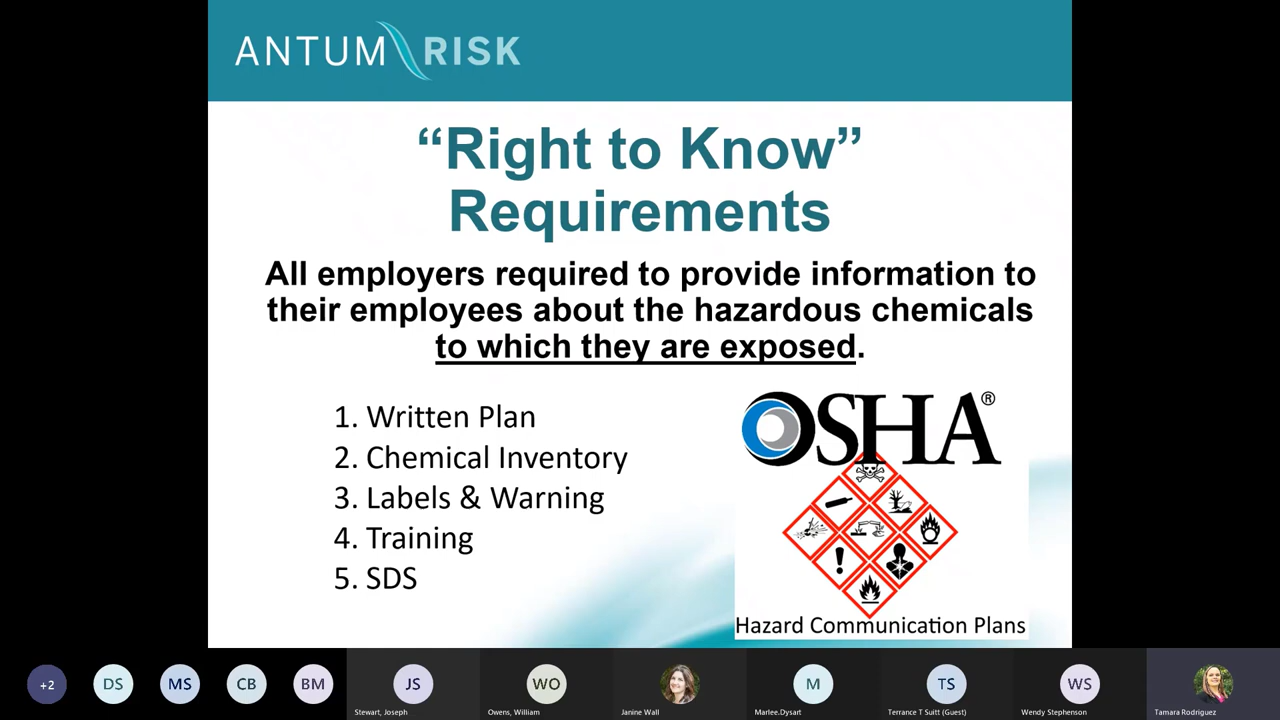 ANTUM RISK
“Right to Know”
Requirements
All employers required to provide information to
their employees about the hazardous chemicals
to which they are exposed.
1. Written Plan
2. Chemical Inventory
3. Labels & Warning
4. Training
5. SDS
OSHA®
Hazard Communication Plans
+2
DS
MS
CB
BM
JS
WO
M
TS
WS
Stewart, Joseph
Owens, William
Janine Wall
Marlee.Dysart
Terrance T Suitt (Guest)
Wendy Stephenson
Tamara Rodriguez